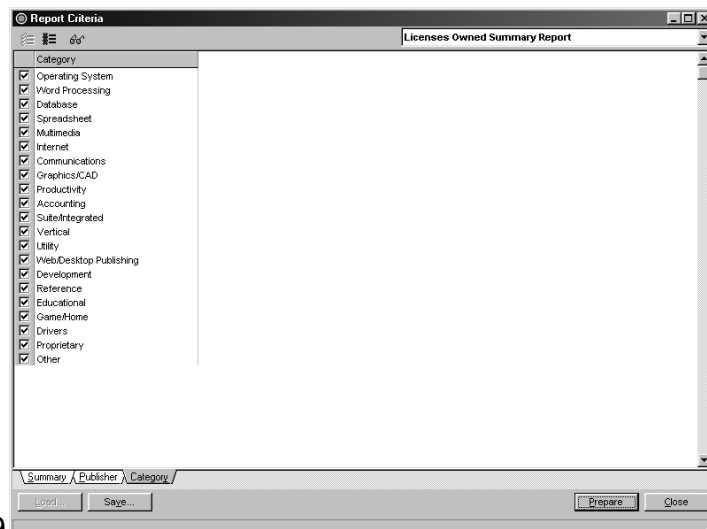 Report Criteria
Licenses Owned Summary Report
Category
Operating System
Word Processing
Database
Spreadsheet
Multimedia
Internet
Communications
Graphics/CAD
Productivity
Accounting
Suite/Integrated
Vertical
Utility
Web/Desktop Publishing
Development
Reference
Educational
Game/Home
Drivers
Proprietary
Other
Summary Publisher Category
Load... Save... Prepare Close